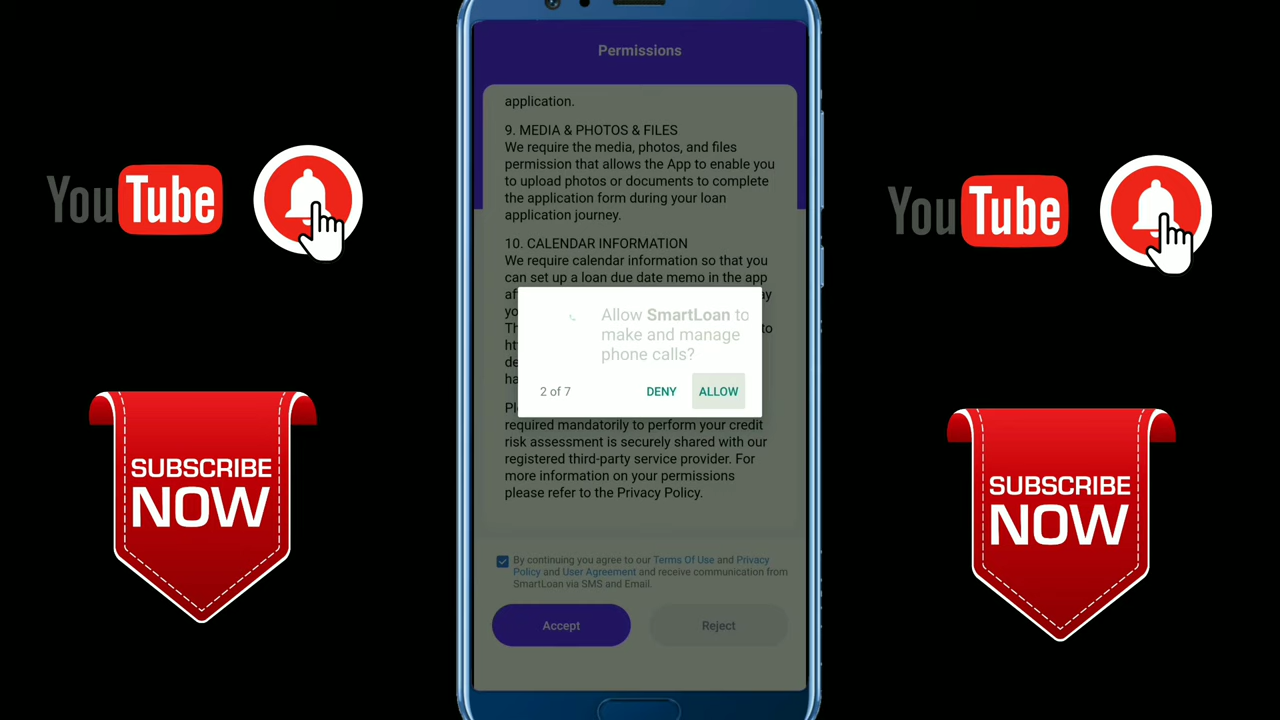 Permissions
application.
9. MEDIA & PHOTOS & FILES
We require the media, photos, and files
permission that allows the App to enable you
to upload photos or documents to complete
the application form during your loan
application journey.
10. CALENDAR INFORMATION
We require calendar information so that you
can set up a loan due date memo in the app
Allow SmartLoan to
make and manage
phone calls?
2 of 7
DENY
ALLOW
required mandatorily to perform your credit
risk assessment is securely shared with our
registered third-party service provider. For
more information on your permissions
please refer to the Privacy Policy.
By continuing you agree to our Terms Of Use and Privacy
Policy and User Agreement and receive communication from
SmartLoan via SMS and Email.
Accept
Reject
YouTube
SUBSCRIBE
NOW
YouTube
SUBSCRIBE
NOW